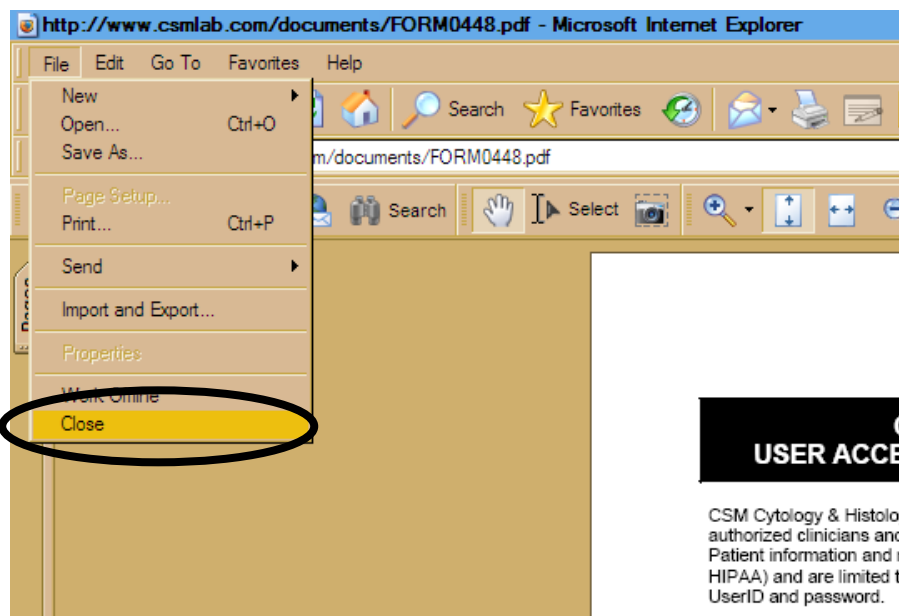 http://www.csmlab.com/documents/FORM0448.pdf - Microsoft Internet Explorer
File Edit Go To Favorites Help
New
Open... Ctrl+O
Save As...
Page Setup...
Print... Ctrl+P
Send
Import and Export...
Properties
Work Offline
Close
Search Favorites
m/documents/FORM0448.pdf
Search Select
Pages
USER ACCE
CSM Cytology & Histolo
authorized clinicians and
Patient information and
HIPAA) and are limited t
UserID and password.